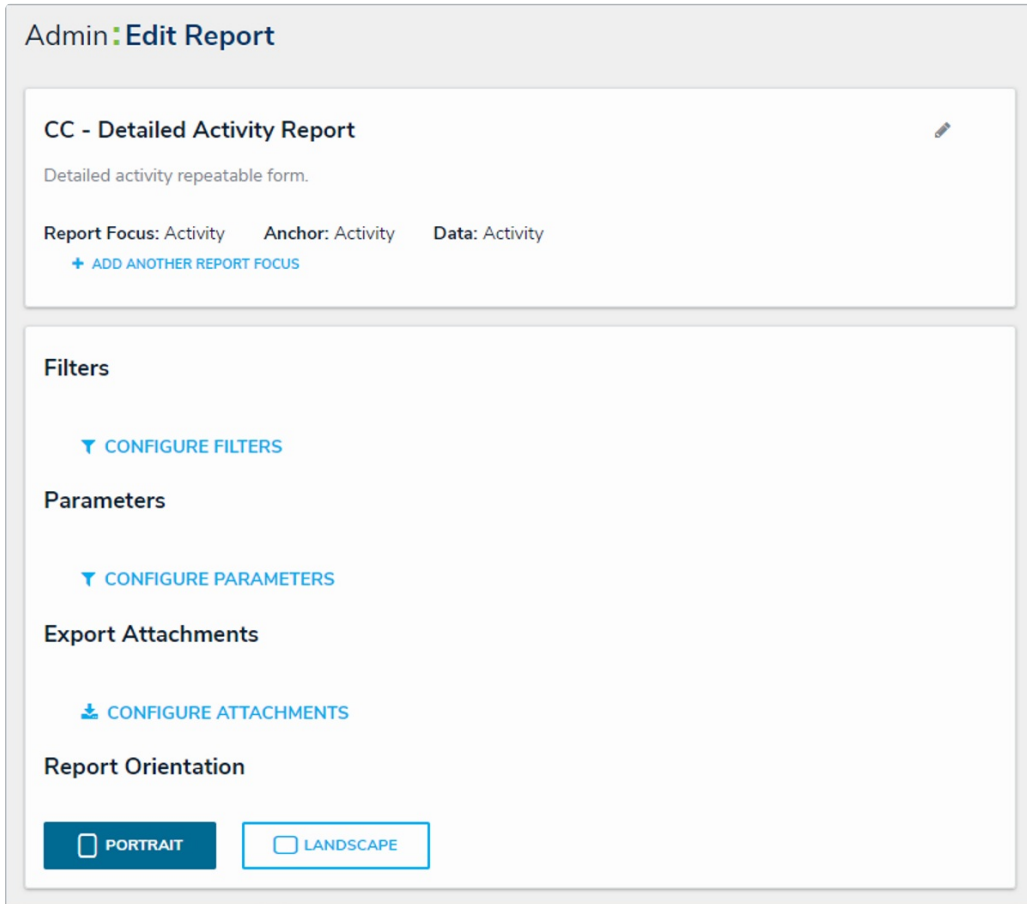 Admin:Edit Report
CC - Detailed Activity Report
Detailed activity repeatable form.
Report Focus: Activity Anchor: Activity Data: Activity
+ ADD ANOTHER REPORT FOCUS
Filters
CONFIGURE FILTERS
Parameters
CONFIGURE PARAMETERS
Export Attachments
CONFIGURE ATTACHMENTS
Report Orientation
PORTRAIT LANDSCAPE